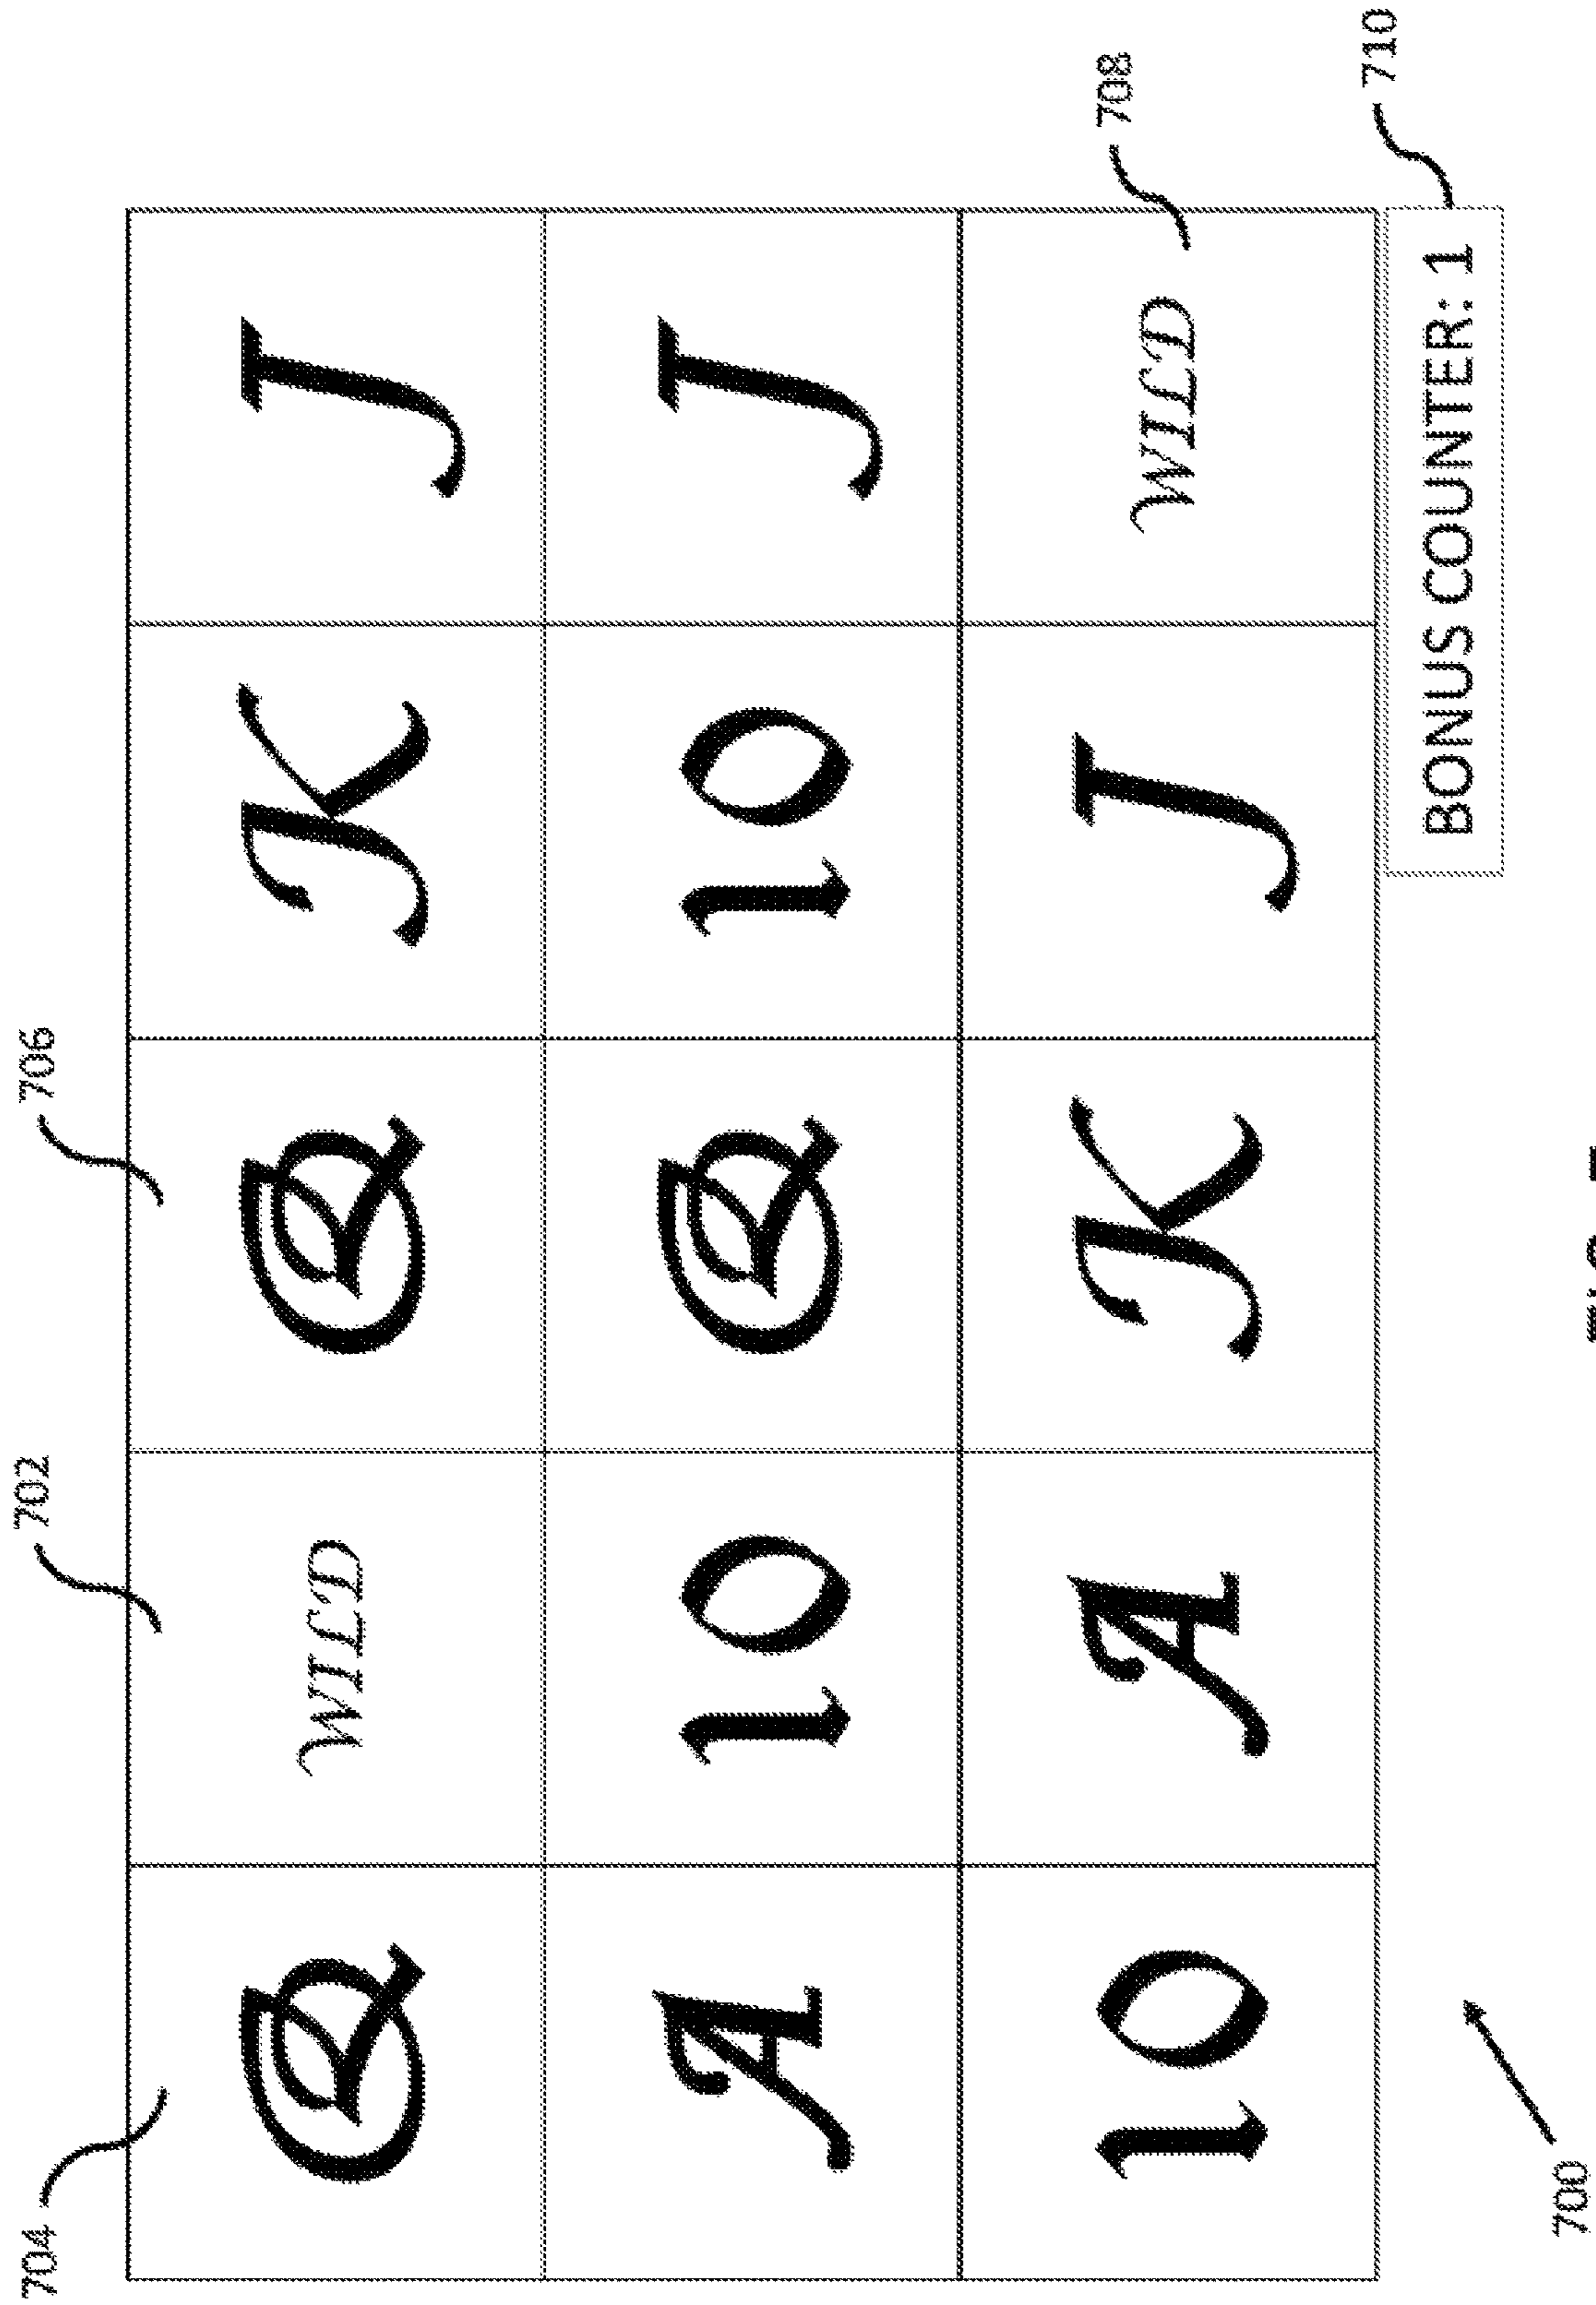 704 702 706
Q WILD Q K J
A 10 Q 10 J 708
10 A K J WILD
BONUS COUNTER: 1 710
700